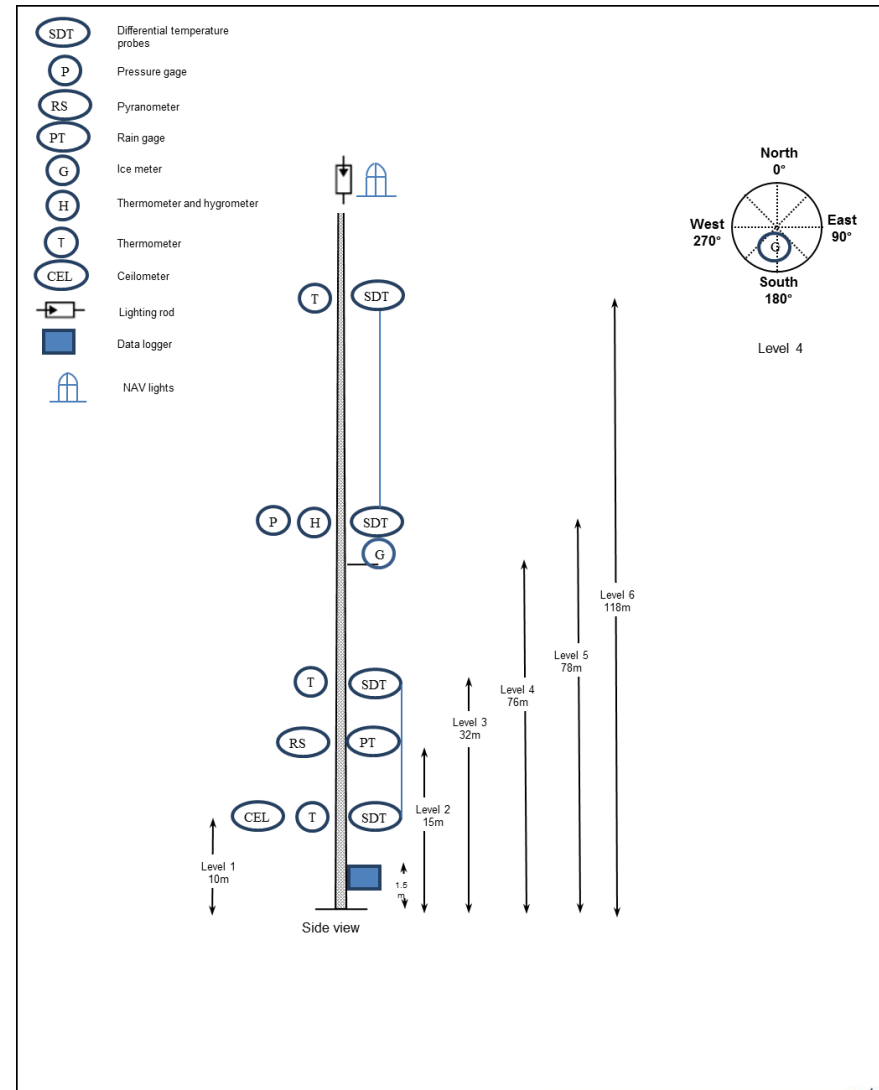 SDT
Differential temperature
probes
P
Pressure gage
RS
Pyranometer
PT
Rain gage
G
Ice meter
H
Thermometer and hygrometer
T
Thermometer
CEL
Ceilometer
Lighting rod
Data logger
NAV lights
North
0°
West
270°
East
90°
G
South
180°
Level 4
T
SDT
P
H
SDT
G
Level 6
118m
Level 5
78m
Level 4
76m
T
SDT
Level 3
32m
RS
PT
Level 2
15m
CEL
T
SDT
Level 1
10m
1.5
m
Side view